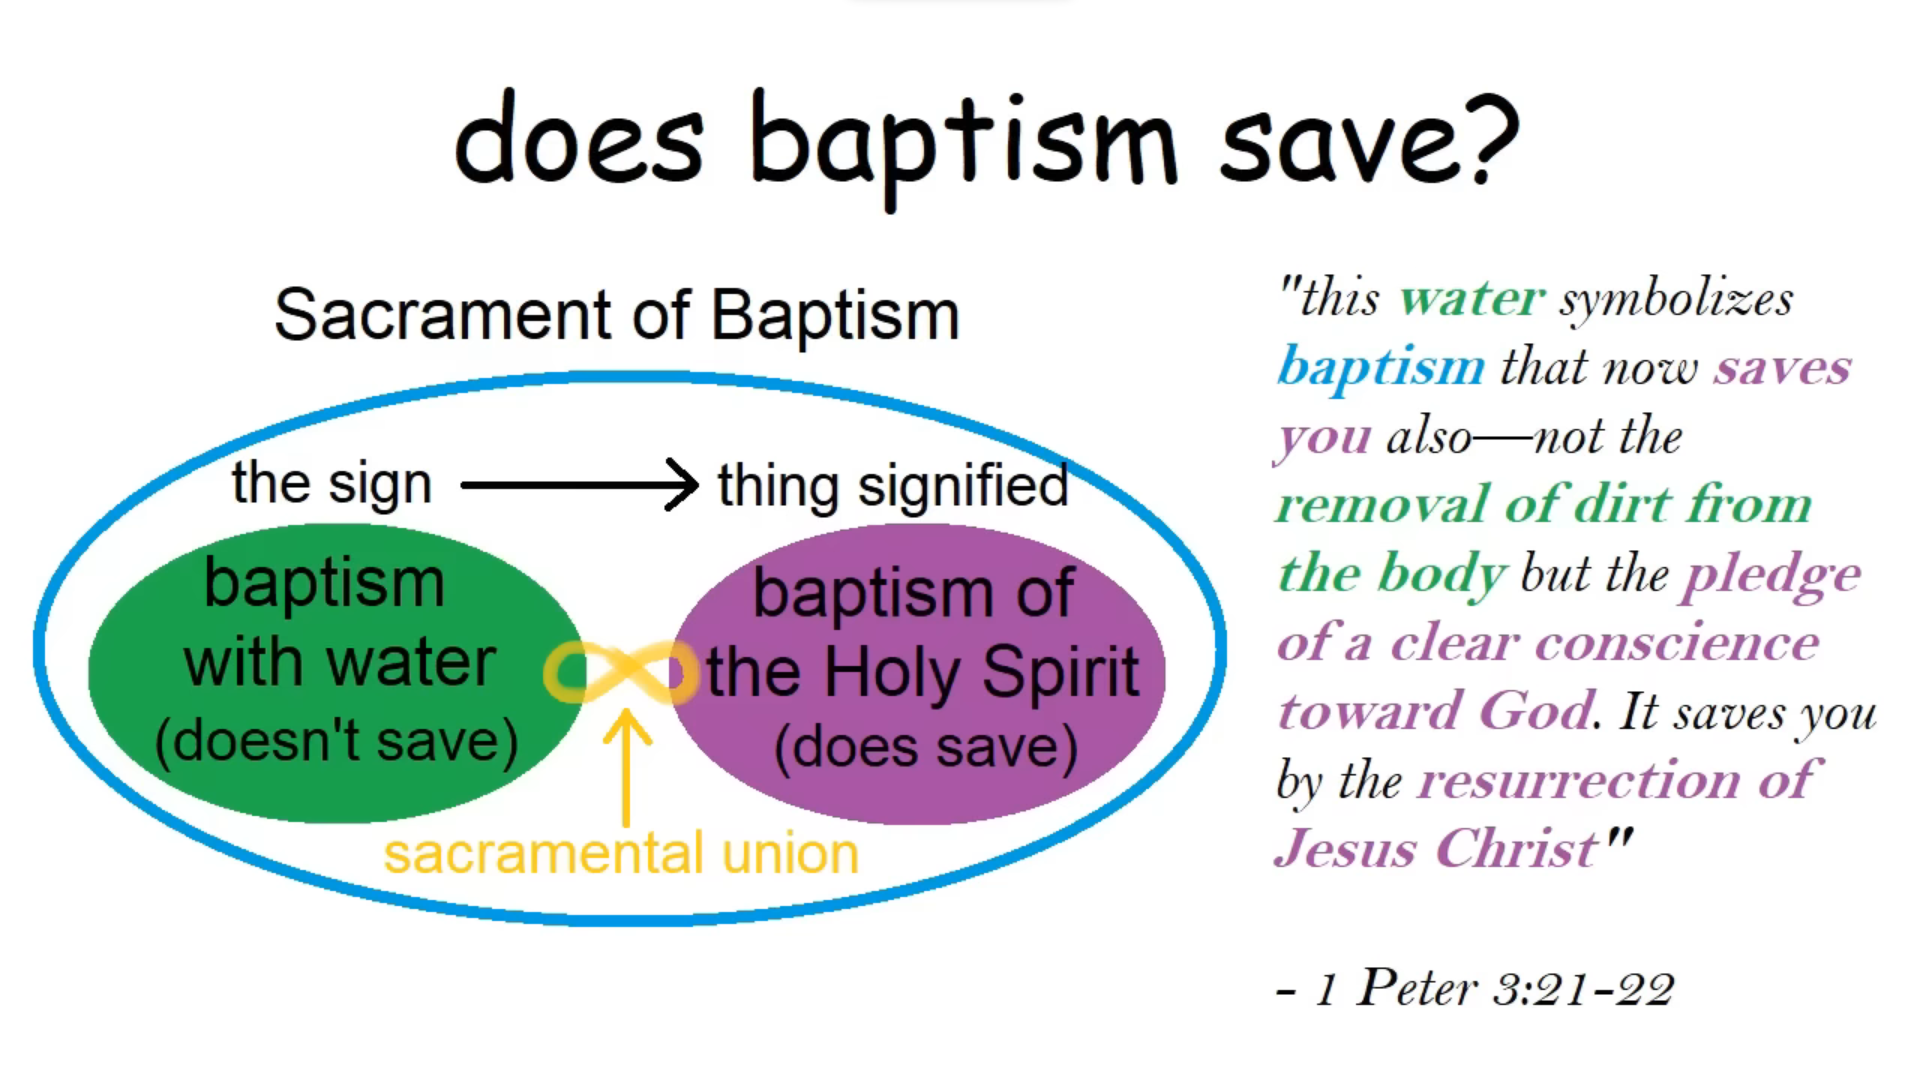 does baptism save?
Sacrament of Baptism
the sign
thing signified
baptism
with water
(doesn't save)
baptism of
the Holy Spirit
(does save)
sacramental union
"this water symbolizes
baptism that now saves
you also—not the
removal of dirt from
the body but the pledge
of a clear conscience
toward God. It saves you
by the resurrection of
Jesus Christ"
- 1 Peter 3:21-22